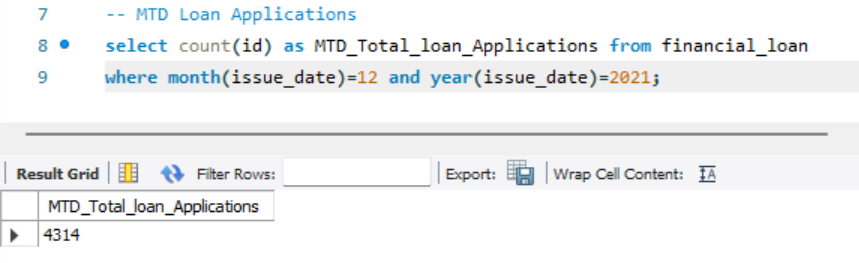 7 -- MTD Loan Applications
8 select count(id) as MTD_Total_loan_Applications from financial_loan
9 where month(issue_date)=12 and year(issue_date)=2021;
Result Grid Filter Rows: Export: Wrap Cell Content: IA
MTD_Total_loan_Applications
4314